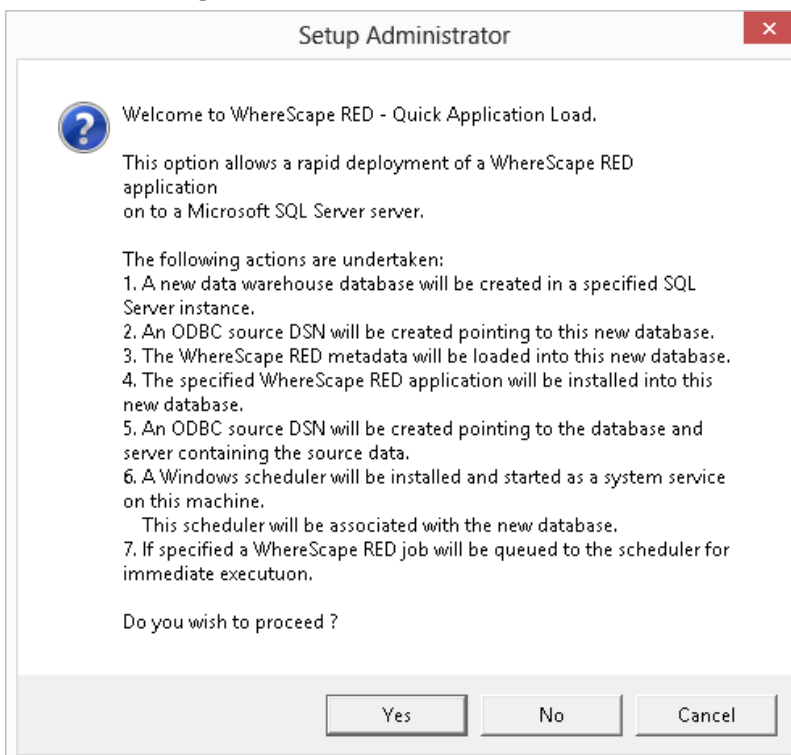 Setup Administrator
Welcome to WhereScape RED - Quick Application Load.
This option allows a rapid deployment of a WhereScape RED
application
on to a Microsoft SQL Server server.
The following actions are undertaken:
1. A new data warehouse database will be created in a specified SQL
Server instance.
2. An ODBC source DSN will be created pointing to this new database.
3. The WhereScape RED metadata will be loaded into this new database.
4. The specified WhereScape RED application will be installed into this
new database.
5. An ODBC source DSN will be created pointing to the database and
server containing the source data.
6. A Windows scheduler will be installed and started as a system service
on this machine.
This scheduler will be associated with the new database.
7. If specified a WhereScape RED job will be queued to the scheduler for
immediate executuon.
Do you wish to proceed ?
Yes No Cancel